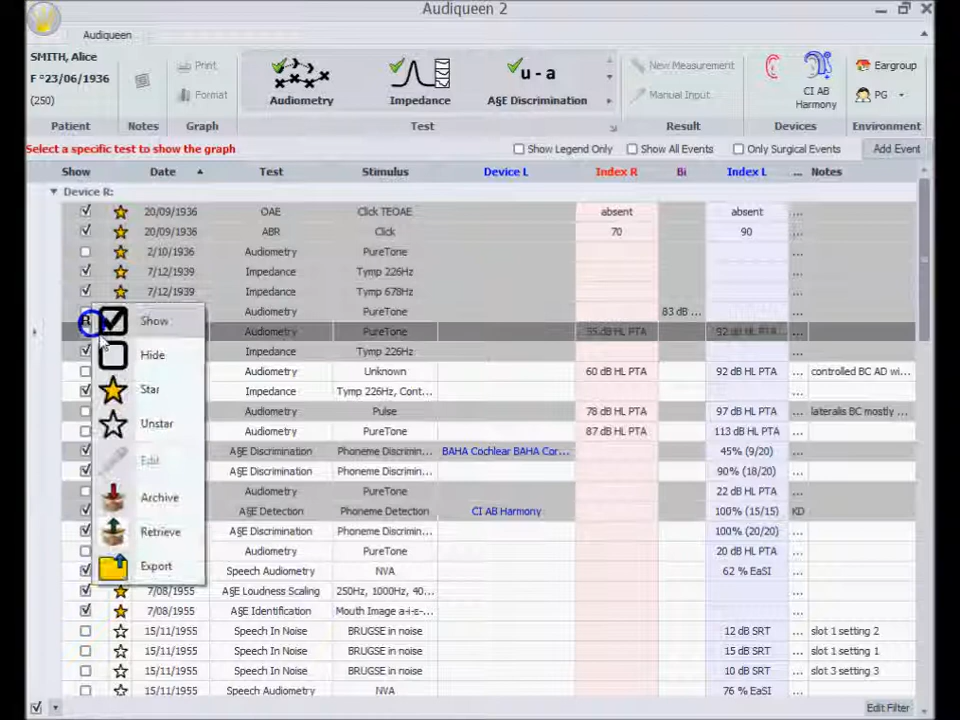 Audiqueen 2
Audiqueen
SMITH, Alice
F °23/06/1936
(250)
Print
Format
Audiometry
Impedance
u - a
A§E Discrimination
New Measurement
Manual Input
CI AB
Harmony
Eargroup
PG
Patient Notes Graph Test Result Devices Environment
Select a specific test to show the graph
Show Legend Only Show All Events Only Surgical Events Add Event
Show Date Test Stimulus Device L Index R Bi Index L ... Notes
Device R:
20/09/1936 OAE Click TEOAE absent absent ...
20/09/1936 ABR Click 70 90 ...
2/10/1936 Audiometry PureTone ...
7/12/1939 Impedance Tymp 226Hz ...
7/12/1939 Impedance Tymp 678Hz ...
Audiometry PureTone 83 dB ... ...
R Audiometry PureTone 55 dB HL PTA 92 dB HL PTA ...
Impedance Tymp 226Hz ...
Audiometry Unknown 60 dB HL PTA 92 dB HL PTA ... controlled BC AD wi...
Impedance Tymp 226Hz, Cont... ...
Audiometry Pulse 78 dB HL PTA 97 dB HL PTA ... lateralis BC mostly ...
Audiometry PureTone 87 dB HL PTA 113 dB HL PTA ...
A§E Discrimination Phoneme Discrimin... BAHA Cochlear BAHA Cor... 45% (9/20) ...
A§E Discrimination Phoneme Discrimin... 90% (18/20) ...
Audiometry PureTone 22 dB HL PTA ...
A§E Detection Phoneme Detection CI AB Harmony 100% (15/15) ... KD
A§E Discrimination Phoneme Discrimin... 100% (20/20) ...
Audiometry PureTone 20 dB HL PTA ...
Speech Audiometry NVA 62 % EaSI ...
7/08/1955 A§E Loudness Scaling 250Hz, 1000Hz, 40... ...
7/08/1955 A§E Identification Mouth Image a-i-ε-... ...
15/11/1955 Speech In Noise BRUGSE in noise 12 dB SRT ... slot 1 setting 2
15/11/1955 Speech In Noise BRUGSE in noise 15 dB SRT ... slot 1 setting 1
15/11/1955 Speech In Noise BRUGSE in noise 10 dB SRT ... slot 3 setting 3
15/11/1955 Speech Audiometry NVA 76 % EaSI ...
Show
Hide
Star
Unstar
Edit
Archive
Retrieve
Export
Edit Filter